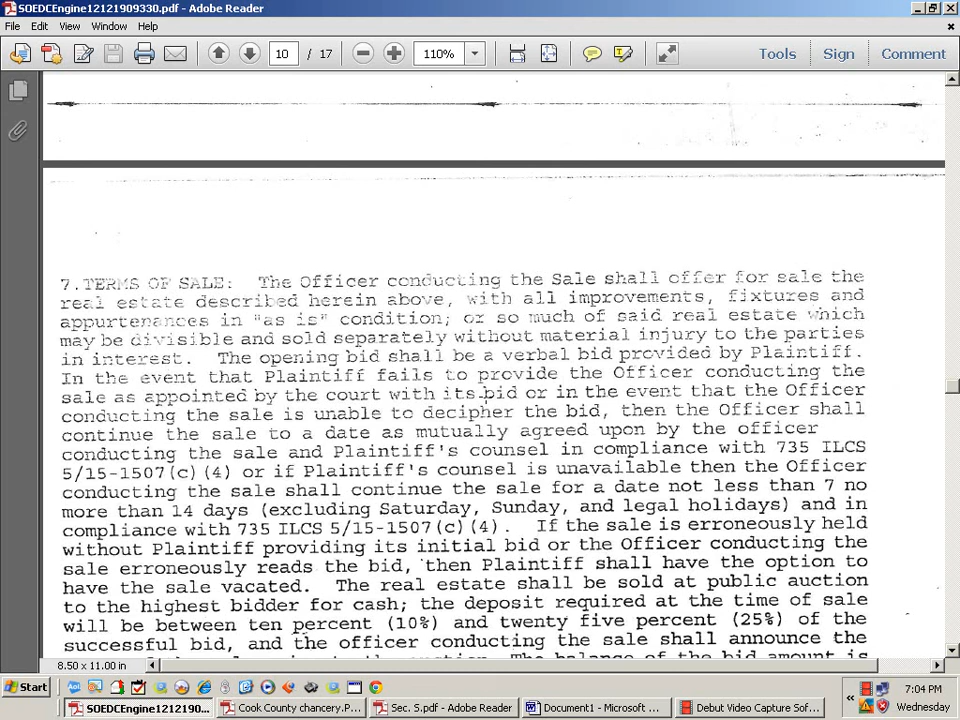 SOEDCEngine12121909330.pdf - Adobe Reader
File Edit View Window Help
10 / 17 110% Tools Sign Comment
7.TERMS OF SALE: The Officer conducting the Sale shall offer for sale the
real estate described herein above, with all improvements, fixtures and
appurtenances in "as is" condition; or so much of said real estate which
may be divisible and sold separately without material injury to the parties
in interest. The opening bid shall be a verbal bid provided by Plaintiff.
In the event that Plaintiff fails to provide the Officer conducting the
sale as appointed by the court with its bid or in the event that the Officer
conducting the sale is unable to decipher the bid, then the Officer shall
continue the sale to a date as mutually agreed upon by the officer
conducting the sale and Plaintiff's counsel in compliance with 735 ILCS
5/15-1507(c)(4) or if Plaintiff's counsel is unavailable then the Officer
conducting the sale shall continue the sale for a date not less than 7 no
more than 14 days (excluding Saturday, Sunday, and legal holidays) and in
compliance with 735 ILCS 5/15-1507(c)(4). If the sale is erroneously held
without Plaintiff providing its initial bid or the Officer conducting the
sale erroneously reads the bid, then Plaintiff shall have the option to
have the sale vacated. The real estate shall be sold at public auction
to the highest bidder for cash; the deposit required at the time of sale
will be between ten percent (10%) and twenty five percent (25%) of the
successful bid, and the officer conducting the sale shall announce the
The balance of the bid amount is
8.50 x 11.00 in
Start 7:04 PM
Wednesday
SOEDCEngine1212190... Cook County chancery.P... Sec. S.pdf - Adobe Reader Document1 - Microsoft ... Debut Video Capture Sof...